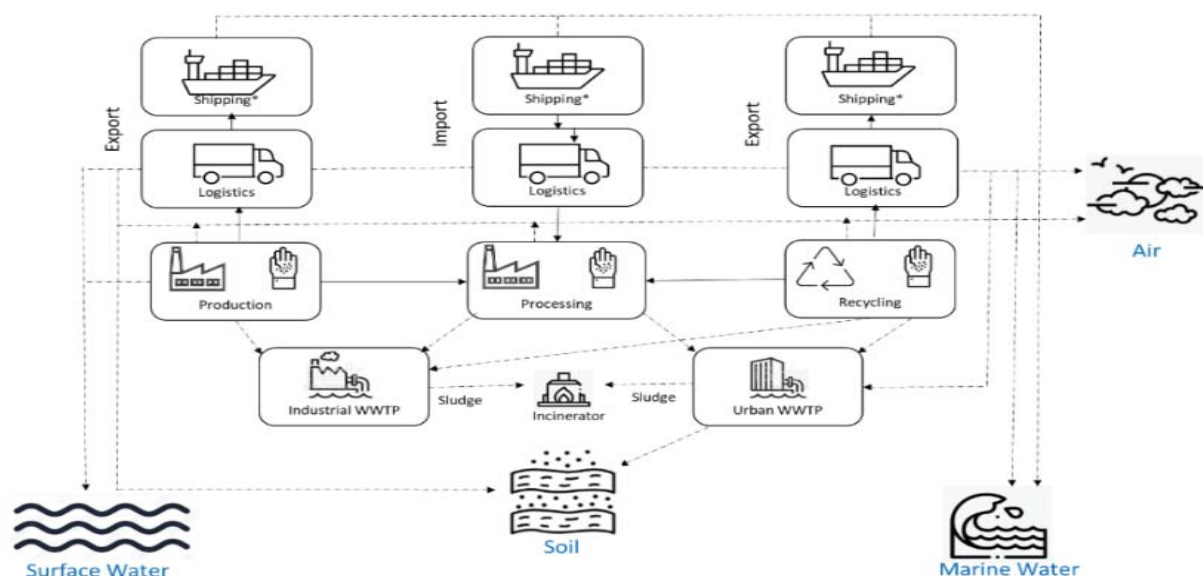 Shipping*
Shipping*
Shipping*
Export
Import
Export
Logistics
Logistics
Logistics
Air
Production
Processing
Recycling
Industrial WWTP
Sludge
Incinerator
Sludge
Urban WWTP
Surface Water
Soil
Marine Water